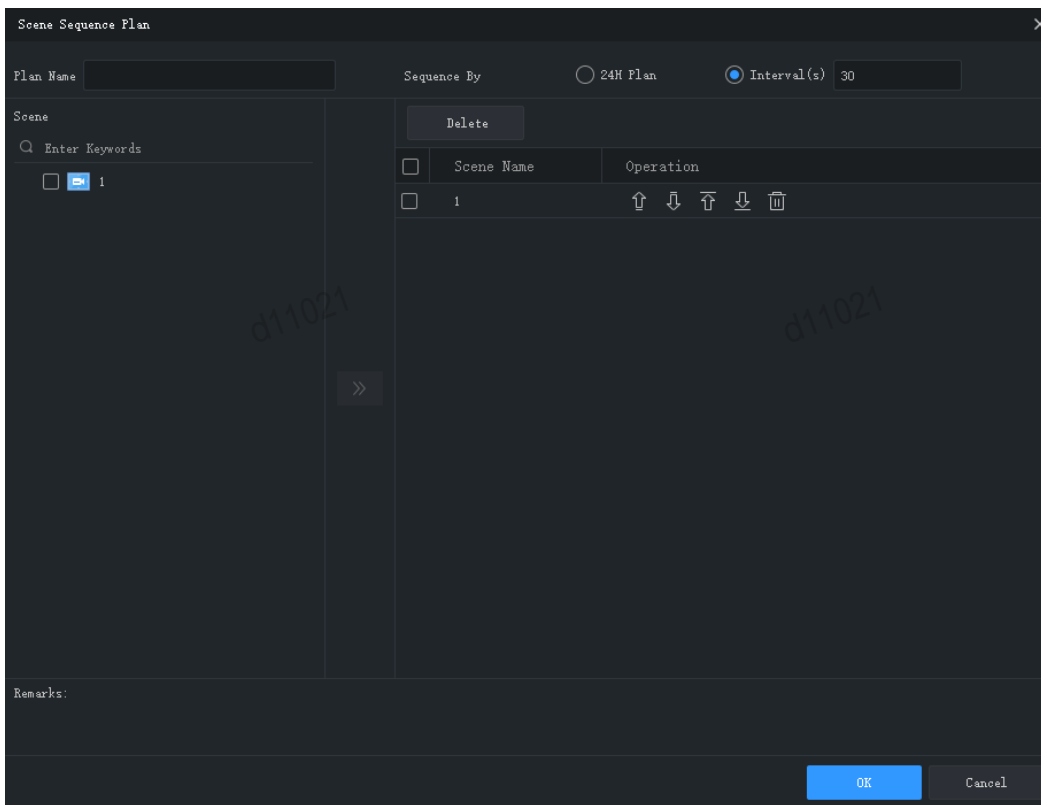 Scene Sequence Plan
Plan Name Sequence By 24H Plan Interval(s) 30
Scene
Delete
Enter Keywords
Scene Name Operation
1
1
d11021 d11021
Remarks:
OK Cancel